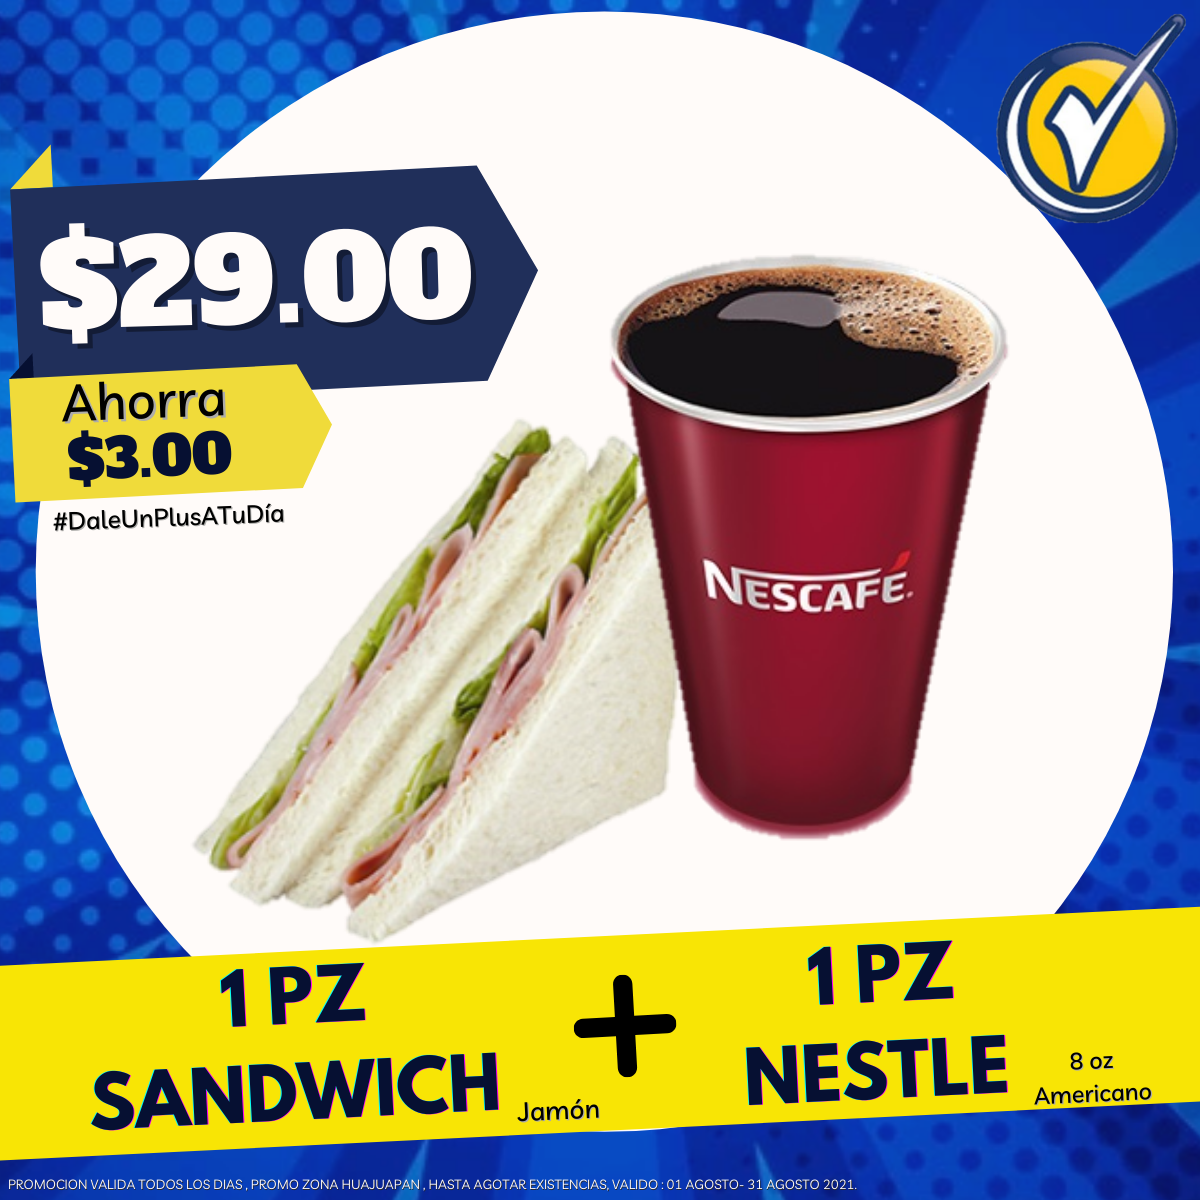 $29.00
Ahorra
$3.00
#DaleUnPlusATuDía
NESCAFÉ.
1 PZ
SANDWICH
Jamón
+
1 PZ
NESTLE
8 oz
Americano
PROMOCION VALIDA TODOS LOS DIAS , PROMO ZONA HUAJUAPAN , HASTA AGOTAR EXISTENCIAS, VALIDO : 01 AGOSTO- 31 AGOSTO 2021.